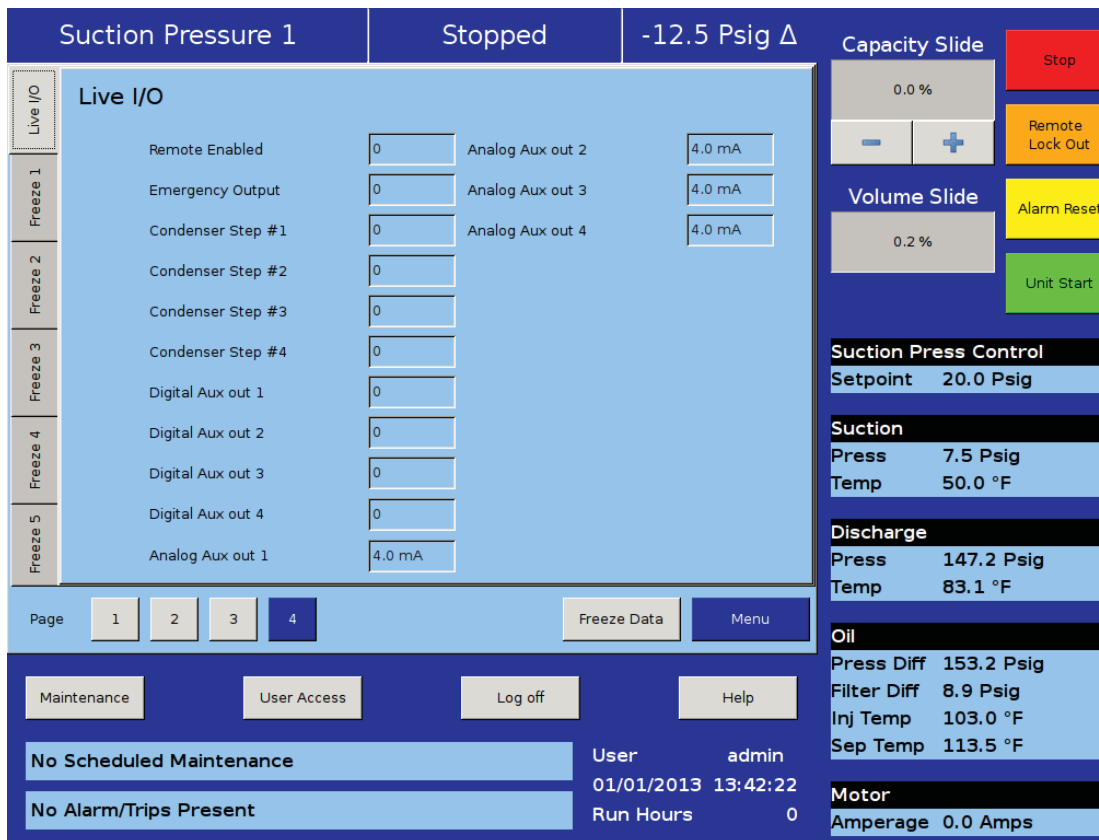 Suction Pressure 1 Stopped -12.5 Psig Δ
Live I/O
Freeze 1
Freeze 2
Freeze 3
Freeze 4
Freeze 5
Live I/O
Remote Enabled 0 Analog Aux out 2 4.0 mA
Emergency Output 0 Analog Aux out 3 4.0 mA
Condenser Step #1 0 Analog Aux out 4 4.0 mA
Condenser Step #2 0
Condenser Step #3 0
Condenser Step #4 0
Digital Aux out 1 0
Digital Aux out 2 0
Digital Aux out 3 0
Digital Aux out 4 0
Analog Aux out 1 4.0 mA
Page 1 2 3 4 Freeze Data Menu
Maintenance User Access Log off Help
No Scheduled Maintenance
No Alarm/Trips Present
User admin
01/01/2013 13:42:22
Run Hours 0
Capacity Slide
0.0 %
Volume Slide
0.2 %
Stop
Remote
Lock Out
Alarm Reset
Unit Start
Suction Press Control
Setpoint 20.0 Psig
Suction
Press 7.5 Psig
Temp 50.0 °F
Discharge
Press 147.2 Psig
Temp 83.1 °F
Oil
Press Diff 153.2 Psig
Filter Diff 8.9 Psig
Inj Temp 103.0 °F
Sep Temp 113.5 °F
Motor
Amperage 0.0 Amps